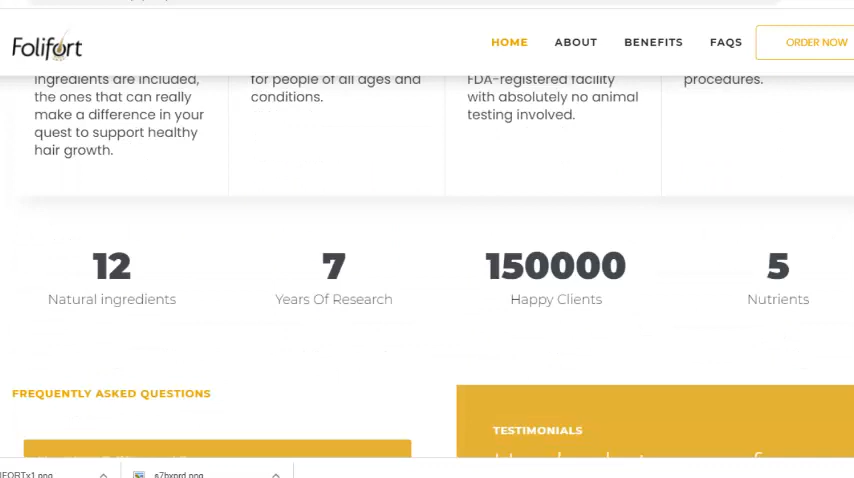 Folifort
HOME ABOUT BENEFITS FAQS ORDER NOW
ingredients are included,
the ones that can really
make a difference in your
quest to support healthy
hair growth.
for people of all ages and
conditions.
FDA-registered facility
with absolutely no animal
testing involved.
procedures.
12
Natural ingredients
7
Years Of Research
150000
Happy Clients
5
Nutrients
FREQUENTLY ASKED QUESTIONS
TESTIMONIALS